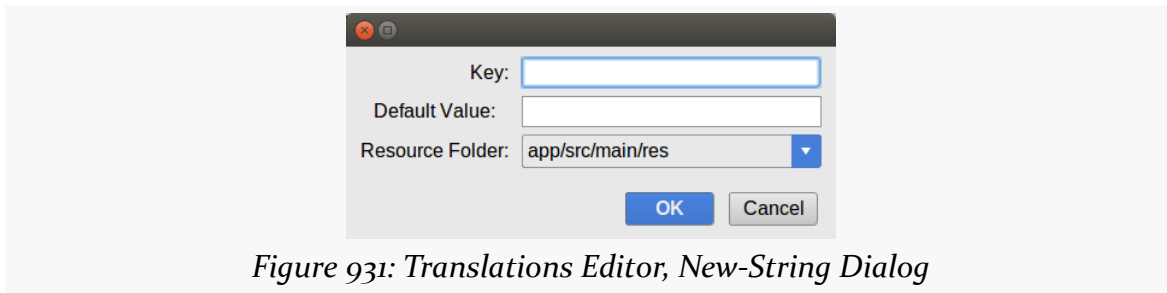 Key:
Default Value:
Resource Folder: app/src/main/res
OK Cancel
Figure 931: Translations Editor, New-String Dialog